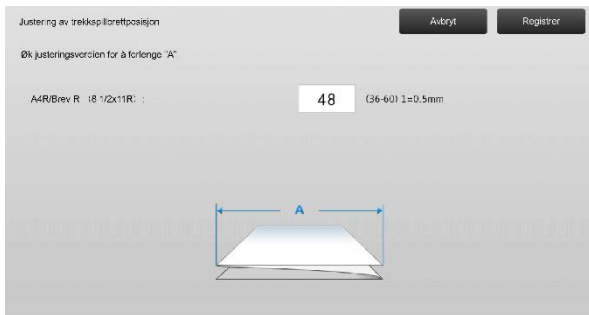 Justering av trekkspillbrettposisjon
Avbryt
Registrer
Øk justeringsverdien for å forlenge "A"
A4R/Brev R (8 1/2x11R) :
48
(36-60) 1=0.5mm
A